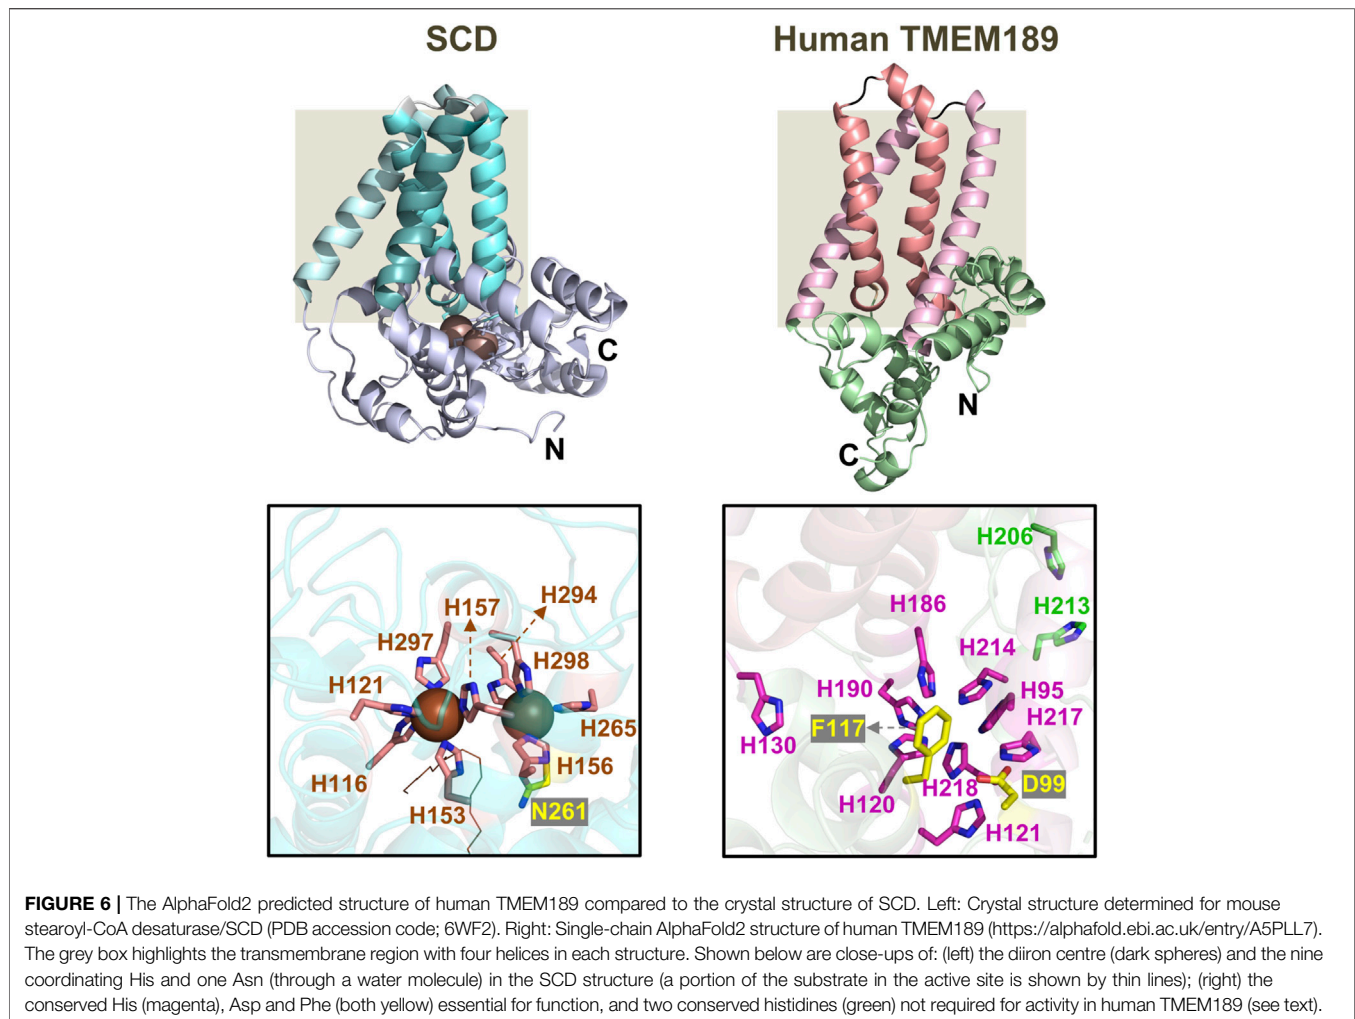 SCD
Human TMEM189
C
N
N
C
H157
H294
H297
H298
H121
H265
H116
H156
H153
N261
H206
H213
H186
H214
H190
H95
F117
H217
H130
H218
D99
H120
H121
FIGURE 6 | The AlphaFold2 predicted structure of human TMEM189 compared to the crystal structure of SCD. Left: Crystal structure determined for mouse
stearoyl-CoA desaturase/SCD (PDB accession code; 6WF2). Right: Single-chain AlphaFold2 structure of human TMEM189 (https://alphafold.ebi.ac.uk/entry/A5PLL7).
The grey box highlights the transmembrane region with four helices in each structure. Shown below are close-ups of: (left) the diiron centre (dark spheres) and the nine
coordinating His and one Asn (through a water molecule) in the SCD structure (a portion of the substrate in the active site is shown by thin lines); (right) the
conserved His (magenta), Asp and Phe (both yellow) essential for function, and two conserved histidines (green) not required for activity in human TMEM189 (see text).